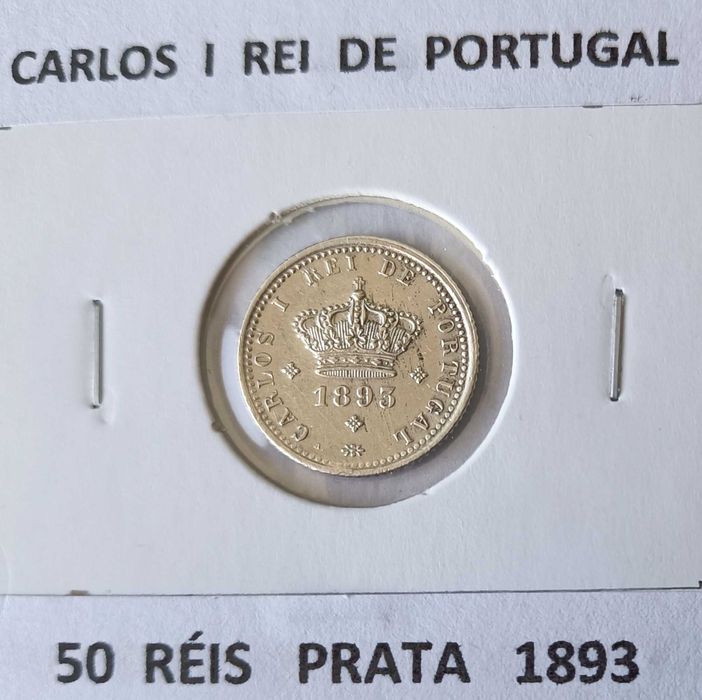 CARLOS I REI DE PORTUGAL
CARLOS I REI DE PORTUGAL
1893
50 RÉIS PRATA 1893